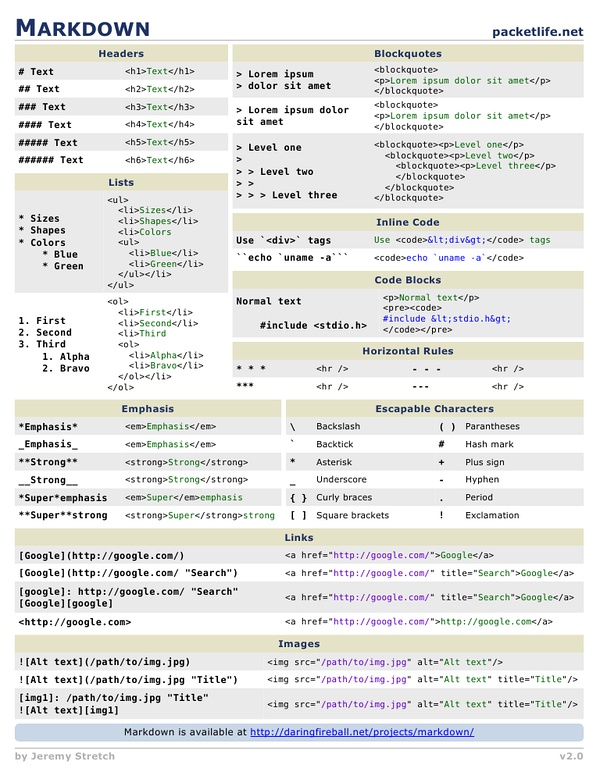 MARKDOWN
packetlife.net
Headers
# Text <h1>Text</h1>
## Text <h2>Text</h2>
### Text <h3>Text</h3>
#### Text <h4>Text</h4>
##### Text <h5>Text</h5>
###### Text <h6>Text</h6>
Lists
* Sizes
* Shapes
* Colors
    * Blue
    * Green
<ul>
  <li>Sizes</li>
  <li>Shapes</li>
  <li>Colors
  <ul>
    <li>Blue</li>
    <li>Green</li>
  </ul></li>
</ul>
1. First
2. Second
3. Third
    1. Alpha
    2. Bravo
<ol>
  <li>First</li>
  <li>Second</li>
  <li>Third
  <ol>
    <li>Alpha</li>
    <li>Bravo</li>
  </ol></li>
</ol>
Blockquotes
> Lorem ipsum
> dolor sit amet
<blockquote>
<p>Lorem ipsum dolor sit amet</p>
</blockquote>
> Lorem ipsum dolor
sit amet
<blockquote>
<p>Lorem ipsum dolor sit amet</p>
</blockquote>
> Level one
>
> > Level two
> >
> > > Level three
<blockquote><p>Level one</p>
  <blockquote><p>Level two</p>
    <blockquote><p>Level three</p>
    </blockquote>
  </blockquote>
</blockquote>
Inline Code
Use `<div>` tags Use <code>&lt;div&gt;</code> tags
``echo `uname -a``` <code>echo `uname -a`</code>
Code Blocks
Normal text

    #include <stdio.h>
<p>Normal text</p>
<pre><code>
#include &lt;stdio.h&gt;
</code></pre>
Horizontal Rules
* * * <hr /> - - - <hr />
*** <hr /> --- <hr />
Emphasis
*Emphasis* <em>Emphasis</em>
_Emphasis_ <em>Emphasis</em>
**Strong** <strong>Strong</strong>
__Strong__ <strong>Strong</strong>
*Super*emphasis <em>Super</em>emphasis
**Super**strong <strong>Super</strong>strong
Escapable Characters
\ Backslash ( ) Parantheses
` Backtick # Hash mark
* Asterisk + Plus sign
_ Underscore - Hyphen
{ } Curly braces . Period
[ ] Square brackets ! Exclamation
Links
[Google](http://google.com/) <a href="http://google.com/">Google</a>
[Google](http://google.com/ "Search") <a href="http://google.com/" title="Search">Google</a>
[google]: http://google.com/ "Search"
[Google][google]
<a href="http://google.com/" title="Search">Google</a>
<http://google.com> <a href="http://google.com/">http://google.com</a>
Images
![Alt text](/path/to/img.jpg) <img src="/path/to/img.jpg" alt="Alt text"/>
![Alt text](/path/to/img.jpg "Title") <img src="/path/to/img.jpg" alt="Alt text" title="Title"/>
[img1]: /path/to/img.jpg "Title"
![Alt text][img1]
<img src="/path/to/img.jpg" alt="Alt text" title="Title"/>
Markdown is available at http://daringfireball.net/projects/markdown/
by Jeremy Stretch v2.0